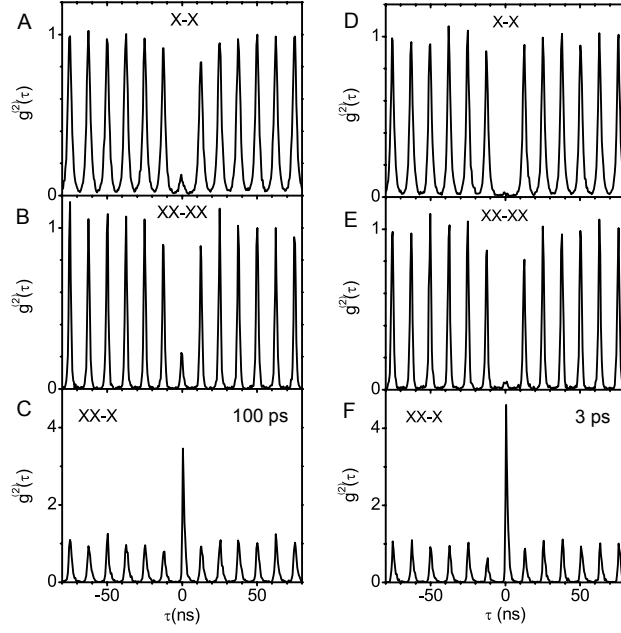 A
X-X
1
0
g⁽²⁾(τ)
B
XX-XX
1
0
g⁽²⁾(τ)
C
XX-X
100 ps
4
2
0
g⁽²⁾(τ)
-50
0
50
τ(ns)
D
X-X
1
0
g⁽²⁾(τ)
E
XX-XX
1
0
g⁽²⁾(τ)
F
XX-X
3 ps
4
2
0
g⁽²⁾(τ)
-50
0
50
τ (ns)